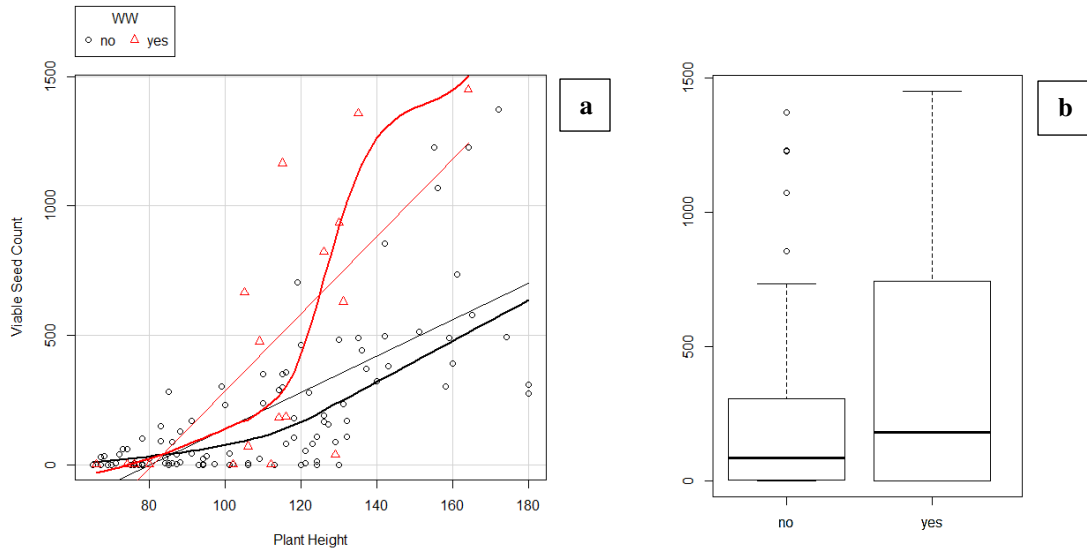 WW
no yes
a
b
1500
1000
500
0
Viable Seed Count
80 100 120 140 160 180
Plant Height
1500
1000
500
0
no yes